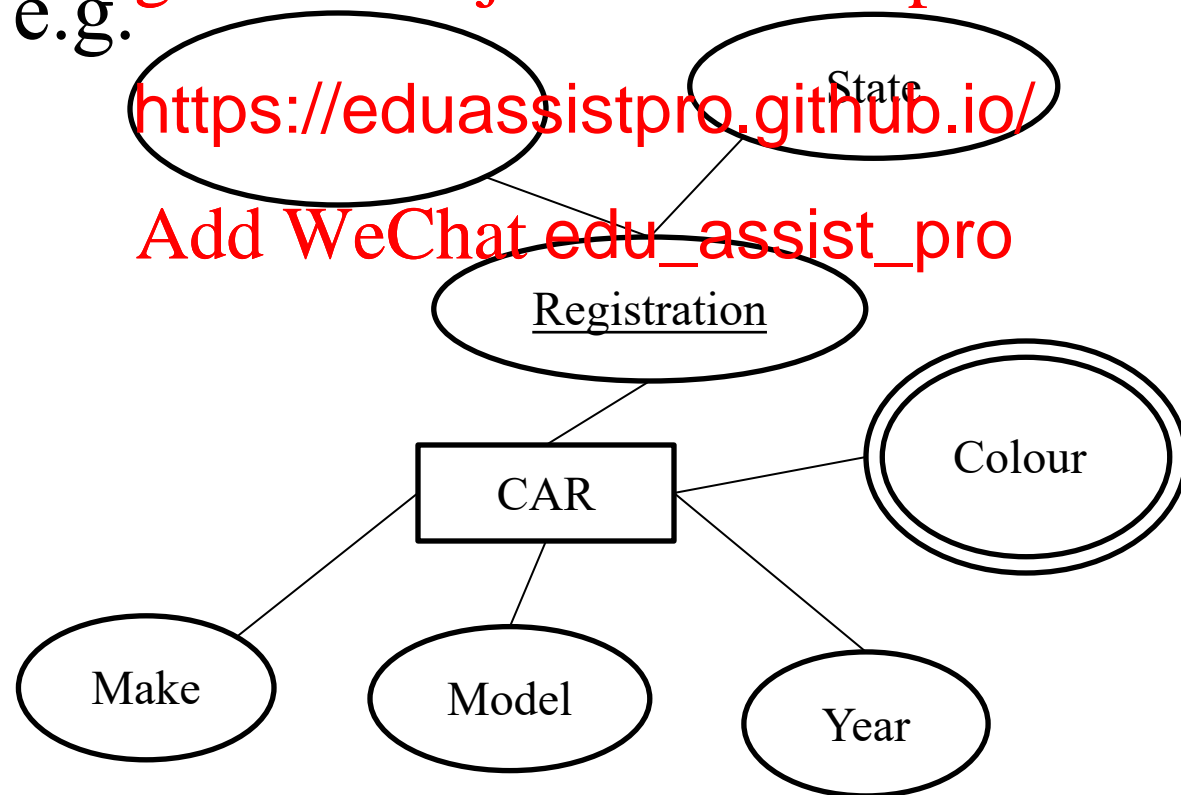 e.g.
State
https://eduassistpro.github.io/
Add WeChat edu_assist_pro
Registration
Colour
CAR
Make
Model
Year